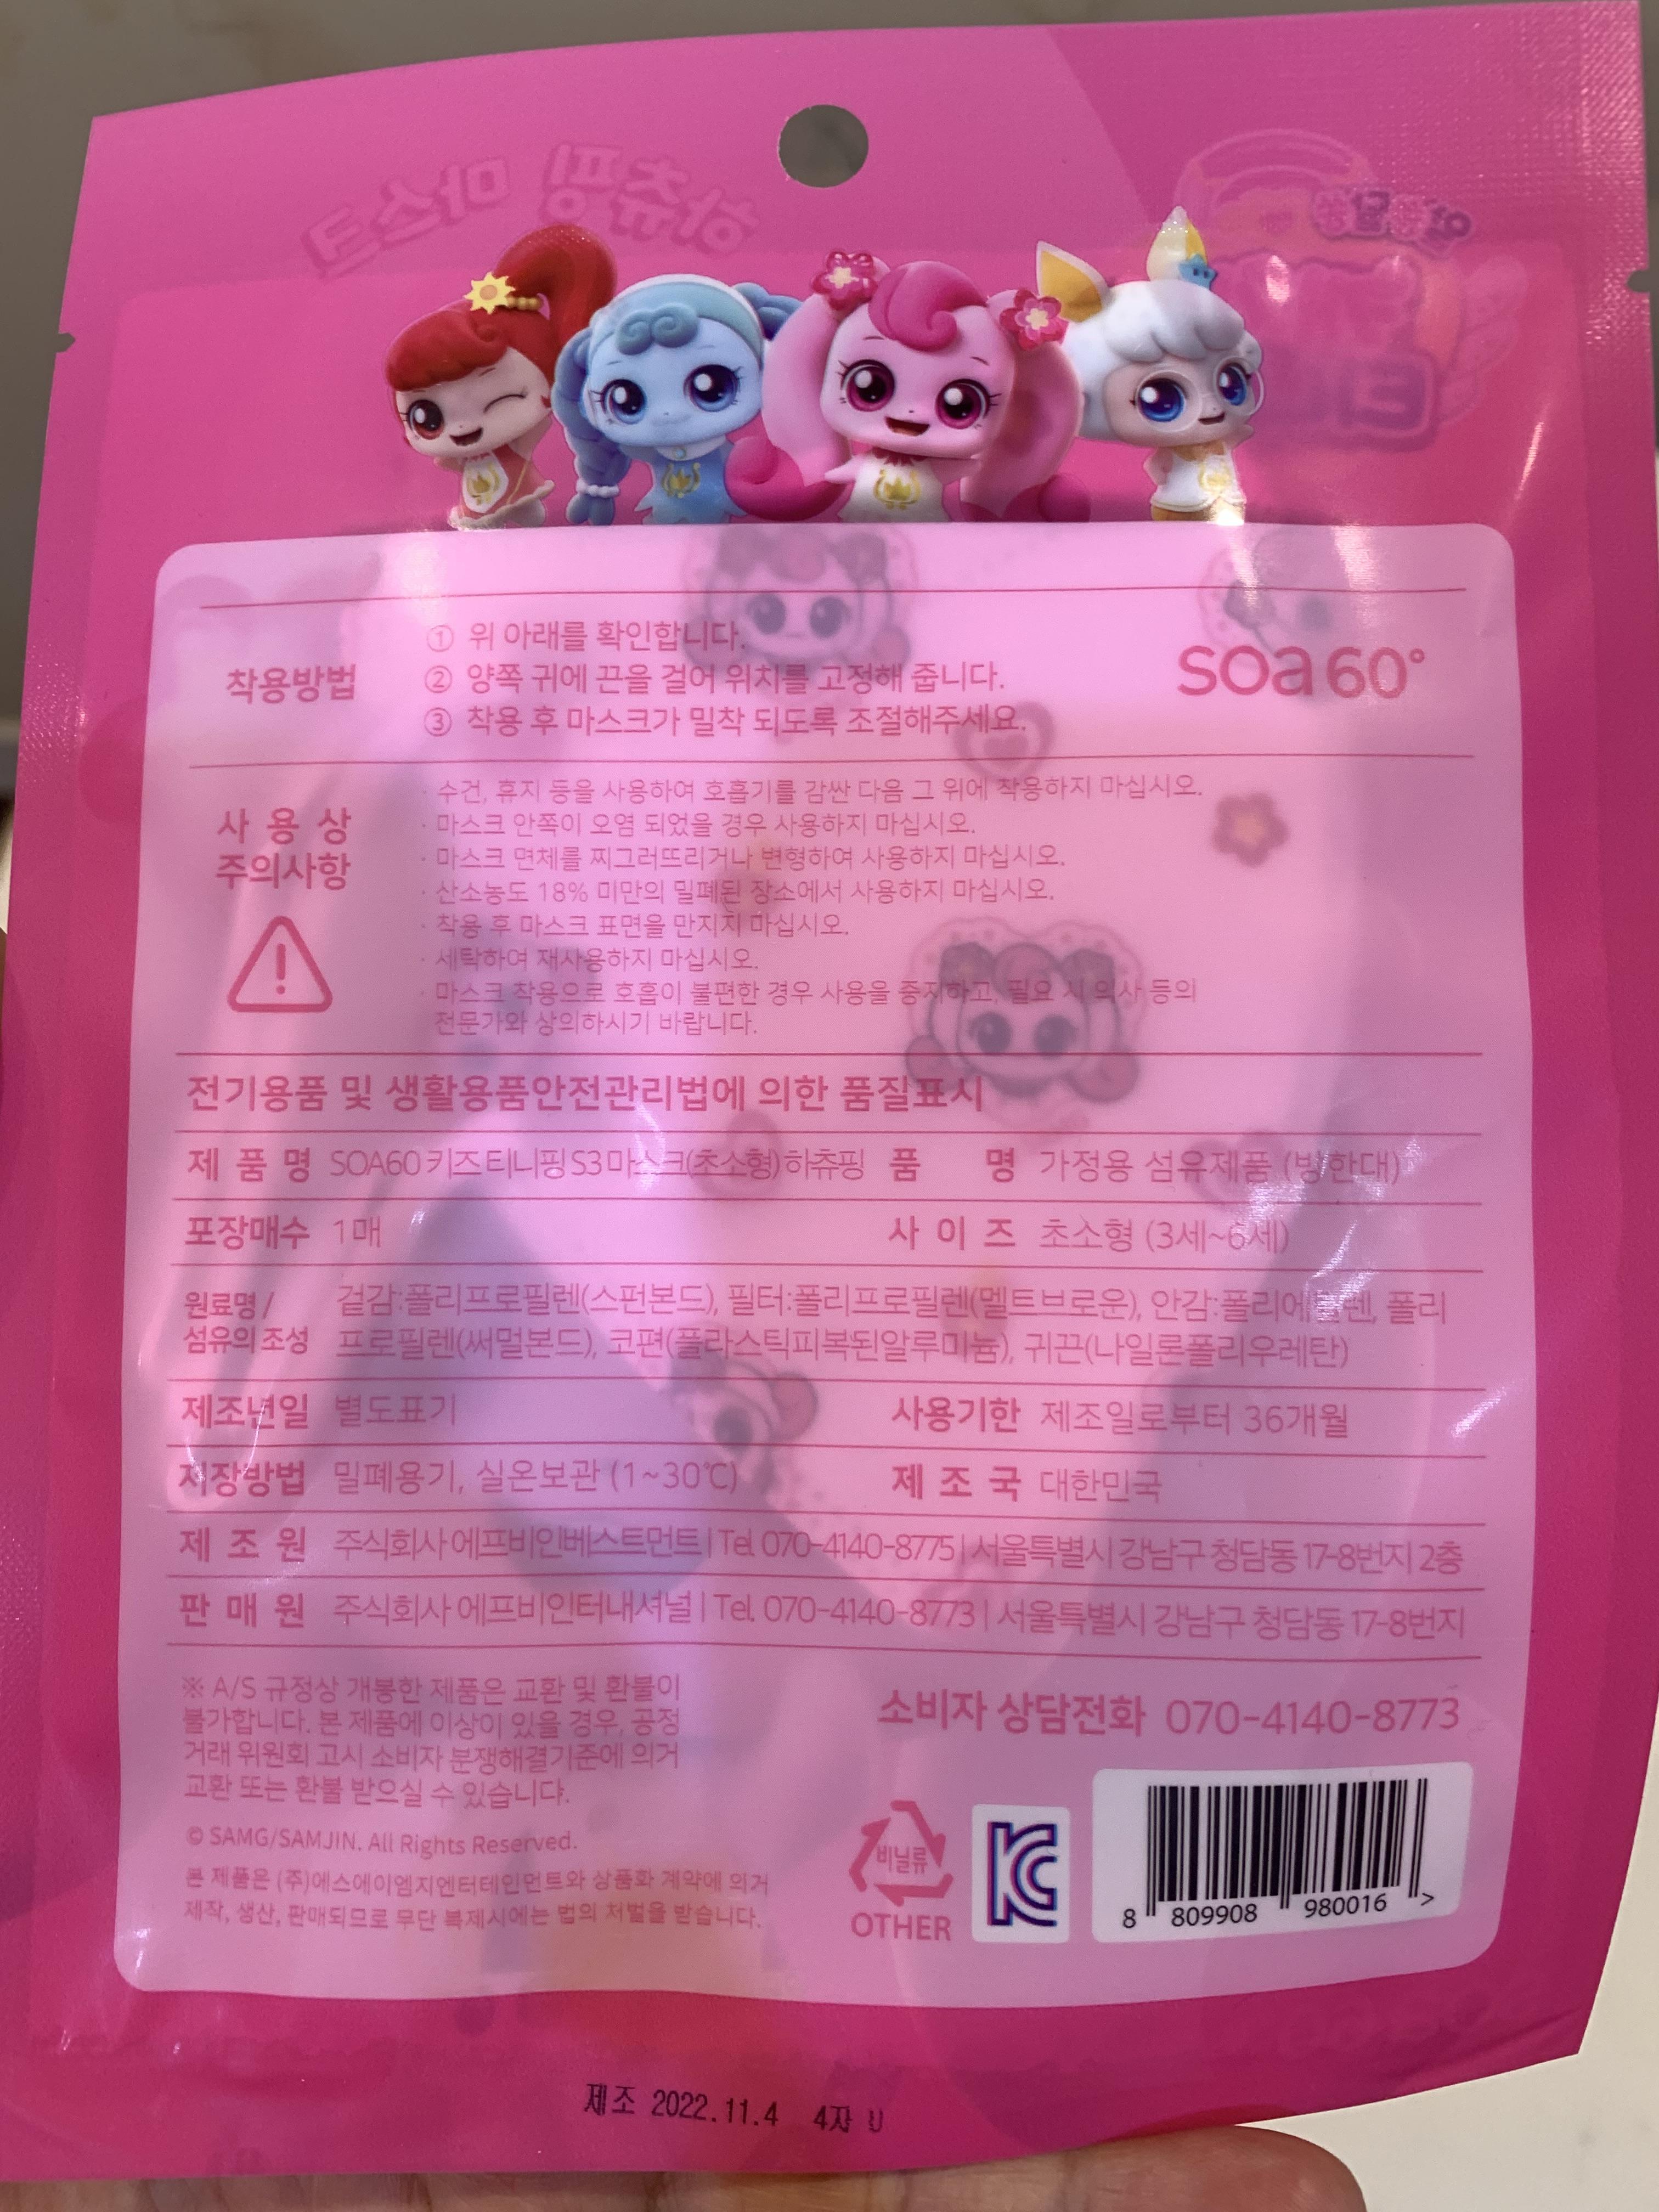 하츄핑 마스크
알쏭달쏭
착용방법
① 위 아래를 확인합니다.
② 양쪽 귀에 끈을 걸어 위치를 고정해 줍니다.
③ 착용 후 마스크가 밀착 되도록 조절해주세요.
soa60°
사용상
주의사항
· 수건, 휴지 등을 사용하여 호흡기를 감싼 다음 그 위에 착용하지 마십시오.
· 마스크 안쪽이 오염 되었을 경우 사용하지 마십시오.
· 마스크 면체를 찌그러뜨리거나 변형하여 사용하지 마십시오.
· 산소농도 18% 미만의 밀폐된 장소에서 사용하지 마십시오.
· 착용 후 마스크 표면을 만지지 마십시오.
· 세탁하여 재사용하지 마십시오.
· 마스크 착용으로 호흡이 불편한 경우 사용을 중지하고, 필요 시 의사 등의
전문가와 상의하시기 바랍니다.
전기용품 및 생활용품안전관리법에 의한 품질표시
제품명 SOA60 키즈 티니핑 S3 마스크(초소형) 하츄핑 품명 가정용 섬유제품 (방한대)
포장매수 1매 사이즈 초소형 (3세~6세)
원료명/ 겉감:폴리프로필렌(스펀본드), 필터:폴리프로필렌(멜트브로운), 안감:폴리에틸렌, 폴리
섬유의 조성 프로필렌(써멀본드), 코편(플라스틱피복된알루미늄), 귀끈(나일론폴리우레탄)
제조년일 별도표기 사용기한 제조일로부터 36개월
저장방법 밀폐용기, 실온보관 (1~30℃) 제조국 대한민국
제조원 주식회사 에프비인베스트먼트 | Tel. 070-4140-8775 | 서울특별시 강남구 청담동 17-8번지 2층
판매원 주식회사 에프비인터내셔널 | Tel. 070-4140-8773 | 서울특별시 강남구 청담동 17-8번지
※ A/S 규정상 개봉한 제품은 교환 및 환불이
불가합니다. 본 제품에 이상이 있을 경우, 공정
거래 위원회 고시 소비자 분쟁해결기준에 의거
교환 또는 환불 받으실 수 있습니다.
소비자 상담전화 070-4140-8773
© SAMG/SAMJIN. All Rights Reserved.
본 제품은 (주)에스에이엠지엔터테인먼트와 상품화 계약에 의거
제작, 생산, 판매되므로 무단 복제시에는 법의 처벌을 받습니다.
비닐류
OTHER
8 809908 980016 >
제조 2022.11.4 4자 U